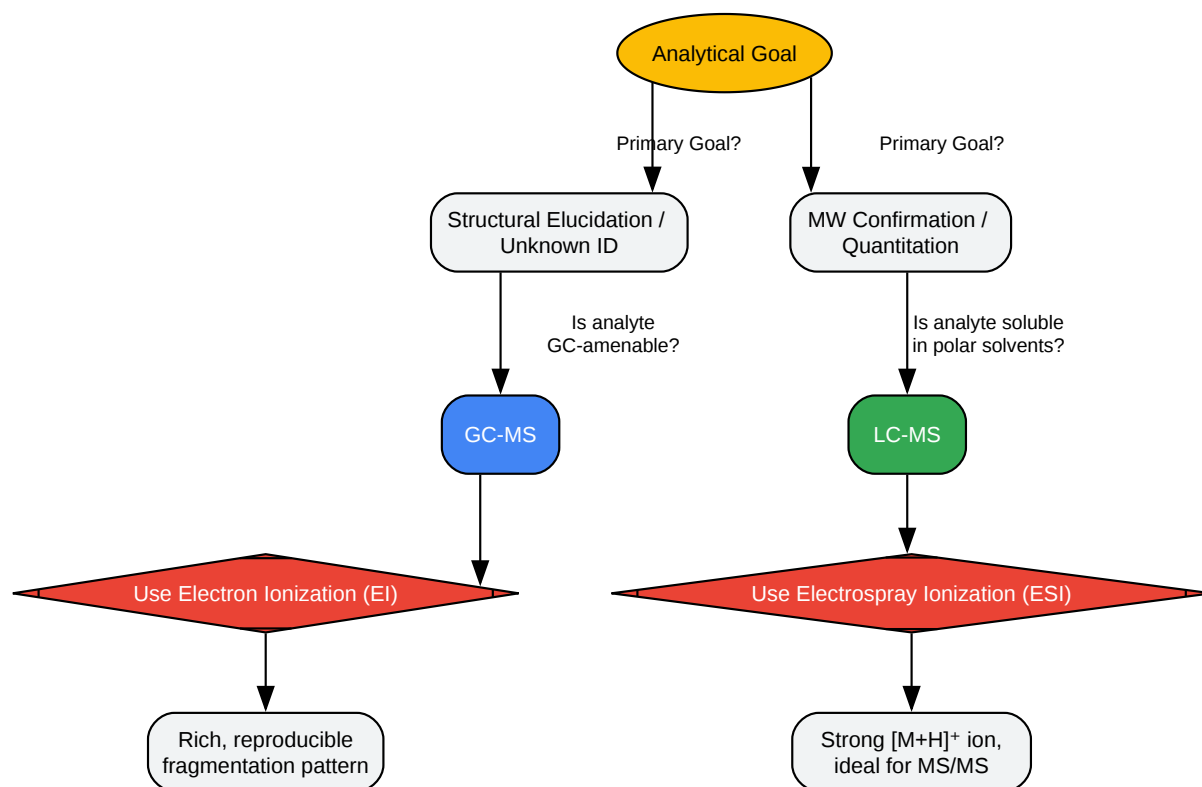 Analytical Goal
Primary Goal?
Primary Goal?
Structural Elucidation /
Unknown ID
MW Confirmation /
Quantitation
Is analyte
GC-amenable?
Is analyte soluble
in polar solvents?
GC-MS
LC-MS
Use Electron Ionization (EI)
Use Electrospray Ionization (ESI)
Rich, reproducible
fragmentation pattern
Strong [M+H]⁺ ion,
ideal for MS/MS